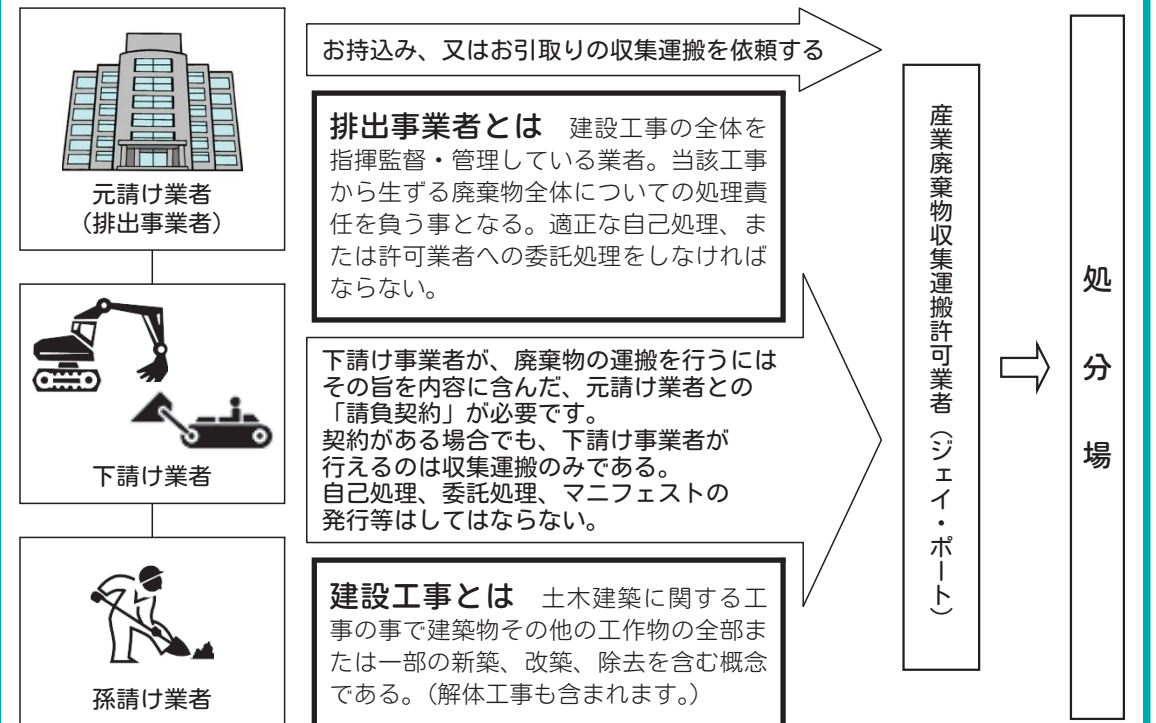 元請け業者
（排出事業者）
下請け業者
孫請け業者
お持込み、又はお引取りの収集運搬を依頼する
排出事業者とは　建設工事の全体を
指揮監督・管理している業者。当該工事
から生ずる廃棄物全体についての処理責
任を負う事となる。適正な自己処理、ま
たは許可業者への委託処理をしなければ
ならない。
下請け事業者が、廃棄物の運搬を行うには
その旨を内容に含んだ、元請け業者との
「請負契約」が必要です。
契約がある場合でも、下請け事業者が
行えるのは収集運搬のみである。
自己処理、委託処理、マニフェストの
発行等はしてはならない。
建設工事とは　土木建築に関する工
事の事で建築物その他の工作物の全部ま
たは一部の新築、改築、除去を含む概念
である。（解体工事も含まれます。）
産業廃棄物収集運搬許可業者（ジェイ・ポート）
処分場